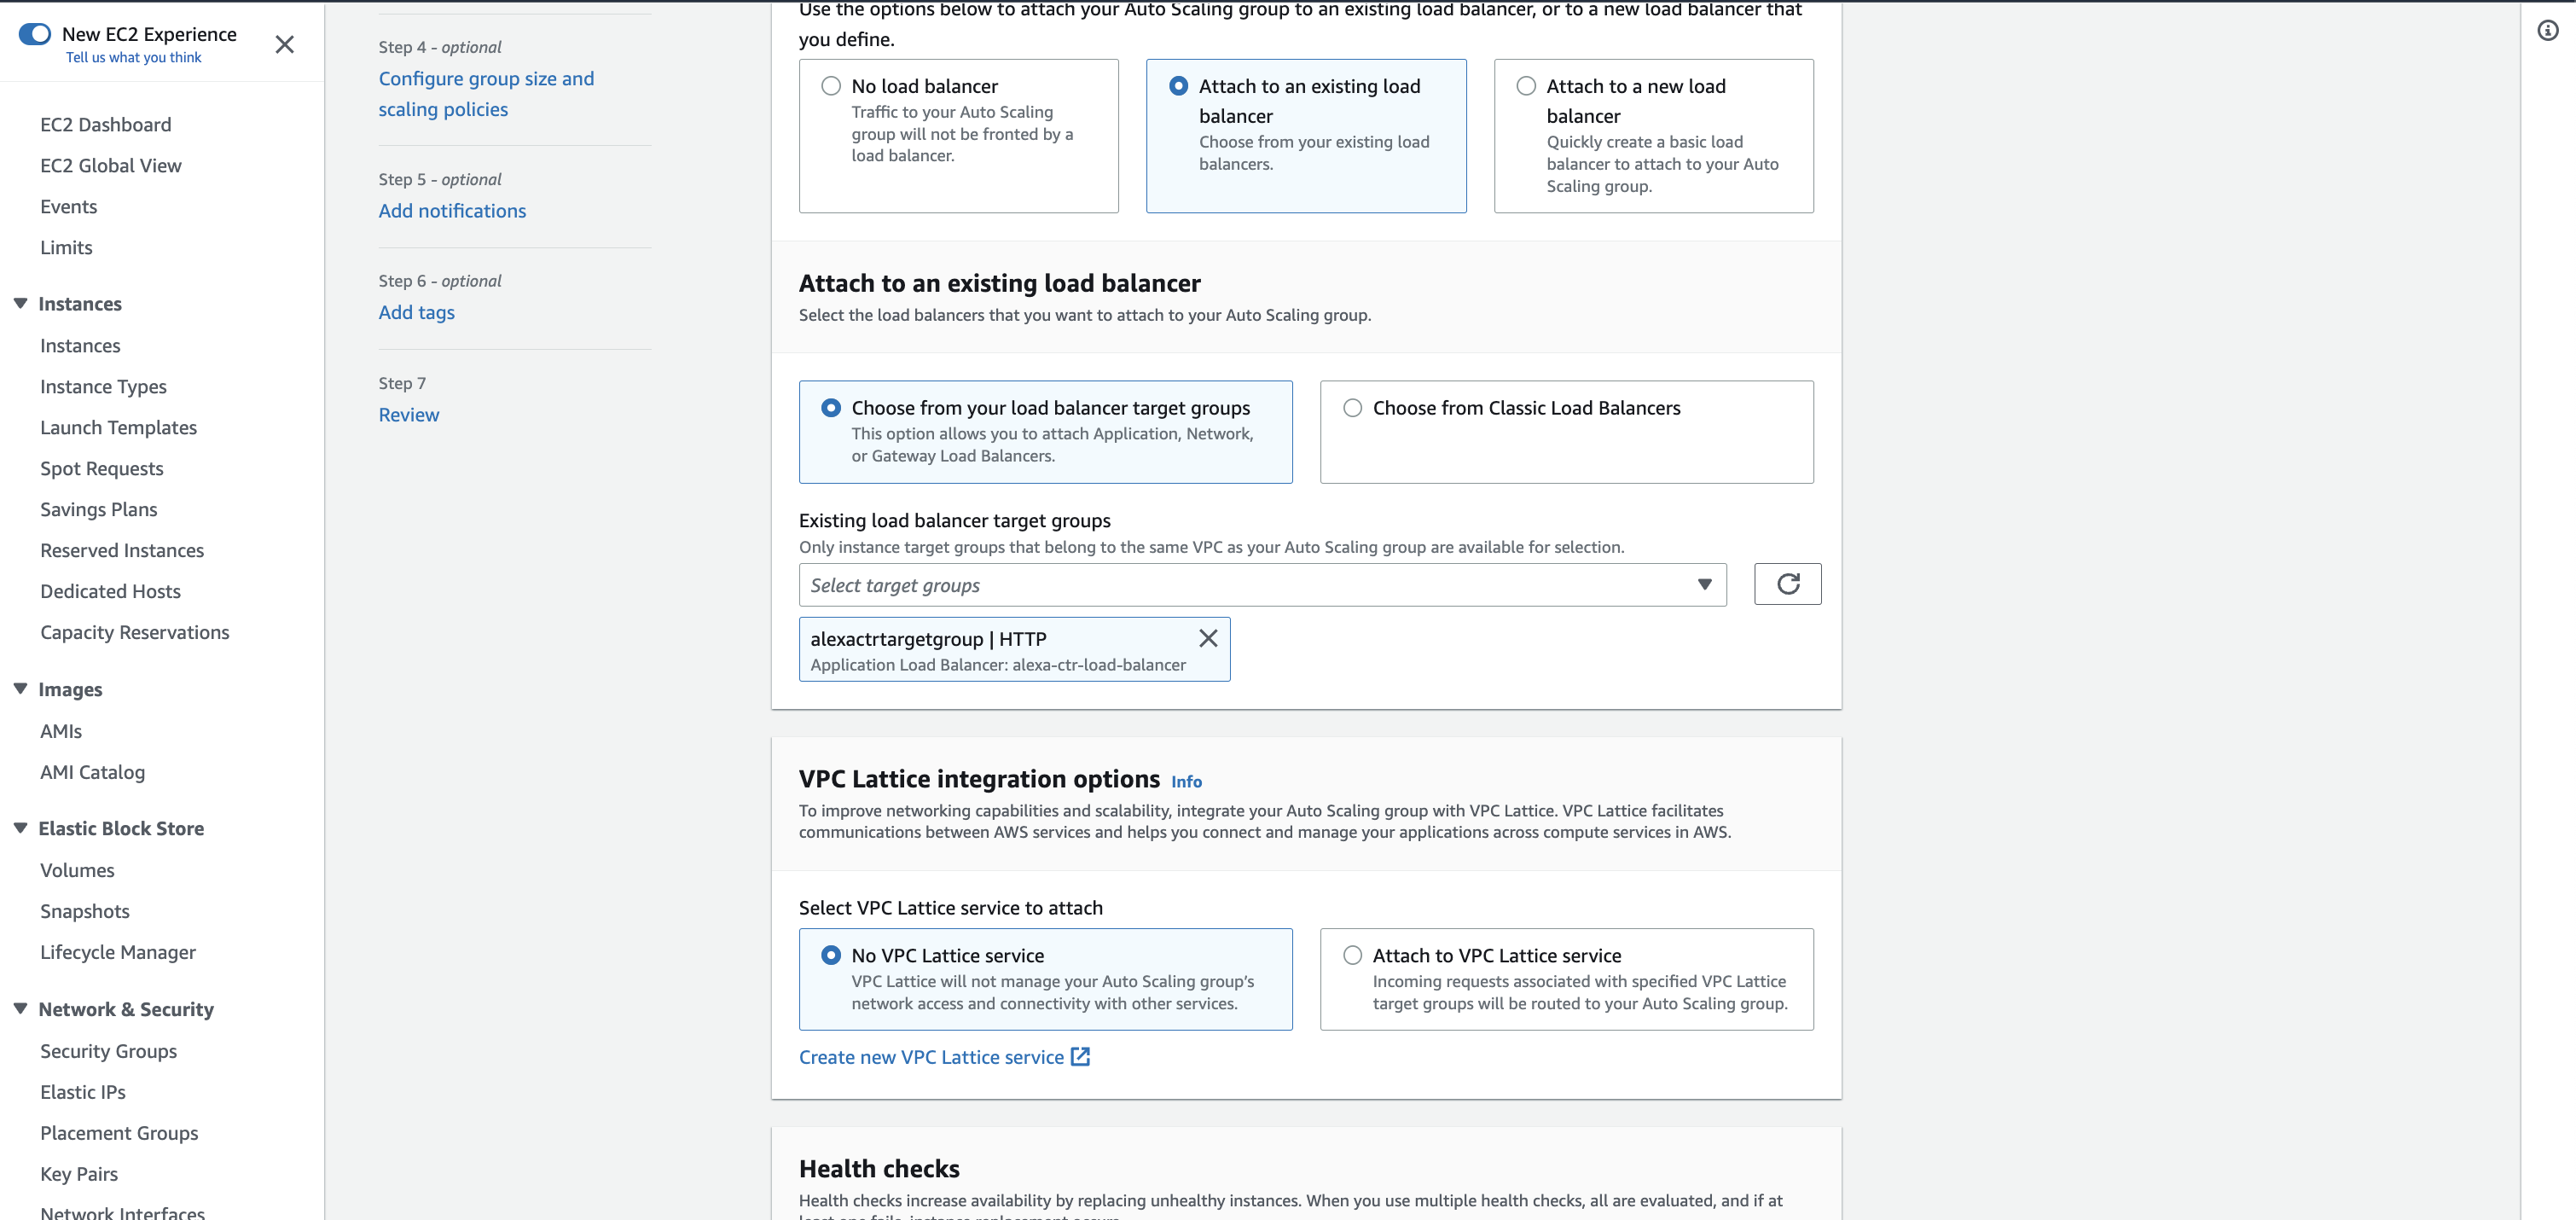 New EC2 Experience
Tell us what you think
EC2 Dashboard
EC2 Global View
Events
Limits
Instances
Instances
Instance Types
Launch Templates
Spot Requests
Savings Plans
Reserved Instances
Dedicated Hosts
Capacity Reservations
Images
AMIs
AMI Catalog
Elastic Block Store
Volumes
Snapshots
Lifecycle Manager
Network & Security
Security Groups
Elastic IPs
Placement Groups
Key Pairs
Network Interfaces
Step 4 - optional
Configure group size and
scaling policies
Step 5 - optional
Add notifications
Step 6 - optional
Add tags
Step 7
Review
Use the options below to attach your Auto Scaling group to an existing load balancer, or to a new load balancer that
you define.
No load balancer
Traffic to your Auto Scaling
group will not be fronted by a
load balancer.
Attach to an existing load
balancer
Choose from your existing load
balancers.
Attach to a new load
balancer
Quickly create a basic load
balancer to attach to your Auto
Scaling group.
Attach to an existing load balancer
Select the load balancers that you want to attach to your Auto Scaling group.
Choose from your load balancer target groups
This option allows you to attach Application, Network,
or Gateway Load Balancers.
Choose from Classic Load Balancers
Existing load balancer target groups
Only instance target groups that belong to the same VPC as your Auto Scaling group are available for selection.
Select target groups
alexactrtargetgroup | HTTP
Application Load Balancer: alexa-ctr-load-balancer
VPC Lattice integration options Info
To improve networking capabilities and scalability, integrate your Auto Scaling group with VPC Lattice. VPC Lattice facilitates
communications between AWS services and helps you connect and manage your applications across compute services in AWS.
Select VPC Lattice service to attach
No VPC Lattice service
VPC Lattice will not manage your Auto Scaling group's
network access and connectivity with other services.
Attach to VPC Lattice service
Incoming requests associated with specified VPC Lattice
target groups will be routed to your Auto Scaling group.
Create new VPC Lattice service
Health checks
Health checks increase availability by replacing unhealthy instances. When you use multiple health checks, all are evaluated, and if at
least one fails, instance replacement occurs.